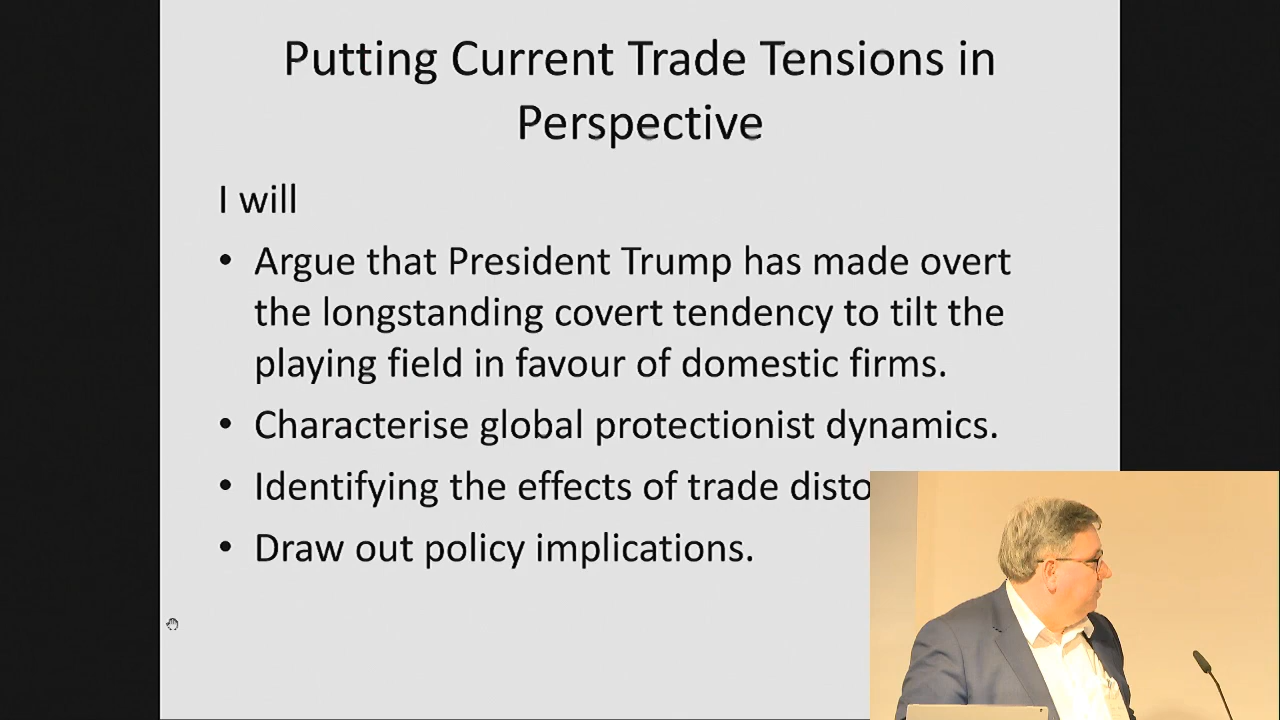 Putting Current Trade Tensions in
Perspective
I will
• Argue that President Trump has made overt
the longstanding covert tendency to tilt the
playing field in favour of domestic firms.
• Characterise global protectionist dynamics.
• Identifying the effects of trade
• Draw out policy implications.